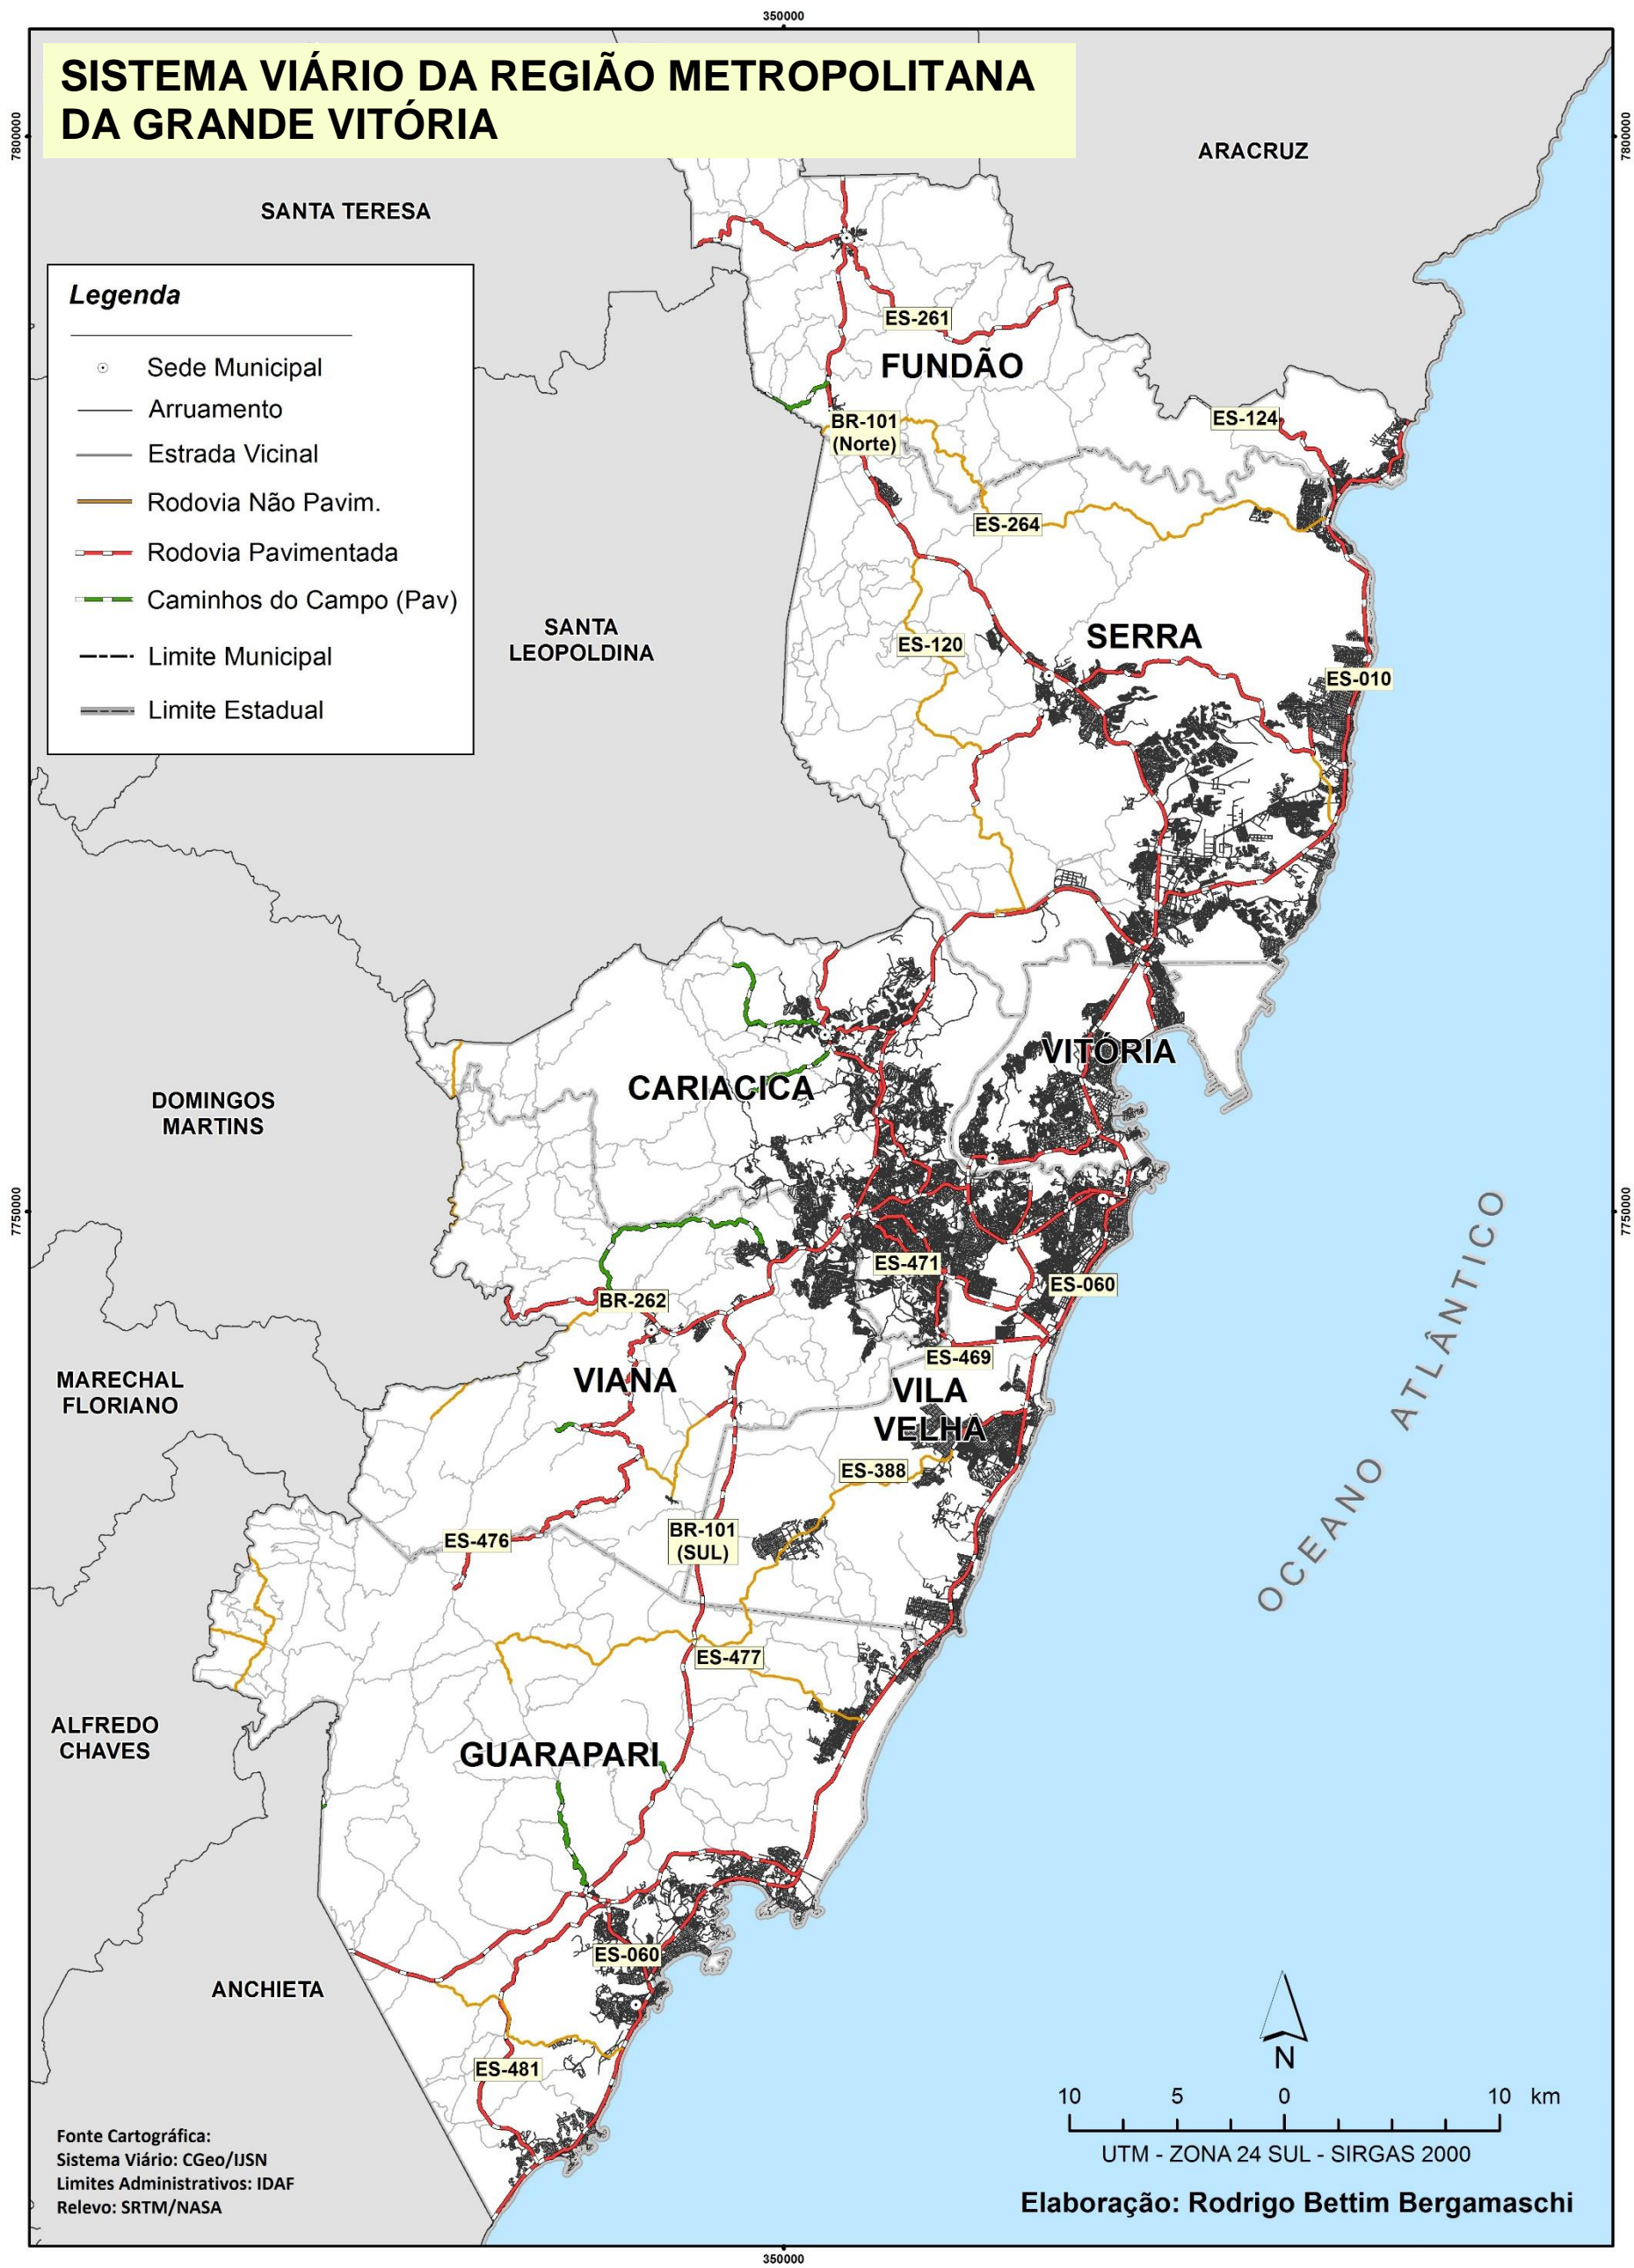 350000
SISTEMA VIÁRIO DA REGIÃO METROPOLITANA
DA GRANDE VITÓRIA
7800000
7800000
ARACRUZ
SANTA TERESA
Legenda
Sede Municipal
Arruamento
Estrada Vicinal
Rodovia Não Pavim.
Rodovia Pavimentada
Caminhos do Campo (Pav)
Limite Municipal
Limite Estadual
ES-261
FUNDÃO
ES-124
BR-101
(Norte)
ES-264
SANTA
LEOPOLDINA
SERRA
ES-120
ES-010
VITÓRIA
CARIACICA
DOMINGOS
MARTINS
7750000
7750000
ES-471
ES-060
BR-262
ES-469
VIANA
VILA
VELHA
MARECHAL
FLORIANO
ES-388
OCEANO ATLÂNTICO
BR-101
(SUL)
ES-476
ES-477
ALFREDO
CHAVES
GUARAPARI
ES-060
ANCHIETA
ES-481
N
10 5 0 10 km
UTM - ZONA 24 SUL - SIRGAS 2000
Fonte Cartográfica:
Sistema Viário: CGeo/IJSN
Limites Administrativos: IDAF
Relevo: SRTM/NASA
Elaboração: Rodrigo Bettim Bergamaschi
350000